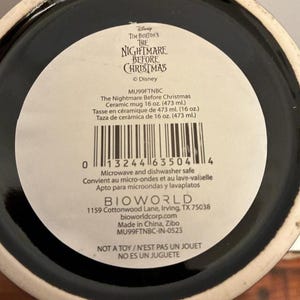 Disney
TIM BURTON'S
THE
NIGHTMARE
BEFORE
CHRISTMAS
© Disney
MU99FTNBC
The Nightmare Before Christmas
Ceramic mug 16 oz. (473 mL)
Tasse en céramique of 473 mL (16 oz.)
Taza de cerámica de 16 oz. (473 mL)
0 13244 63504 4
Microwave and dishwasher safe
Convient au micro-ondes et au lave-vaiselle
Apto para microondas y lavaplatos
BIOWORLD
1159 Cottonwood Lane, Irving, TX 75038
bioworldcorp.com
Made in China, Zibo
MU99FTNBC-IN-0523
NOT A TOY / N'EST PAS UN JOUET
NO ES UN JUGUETE